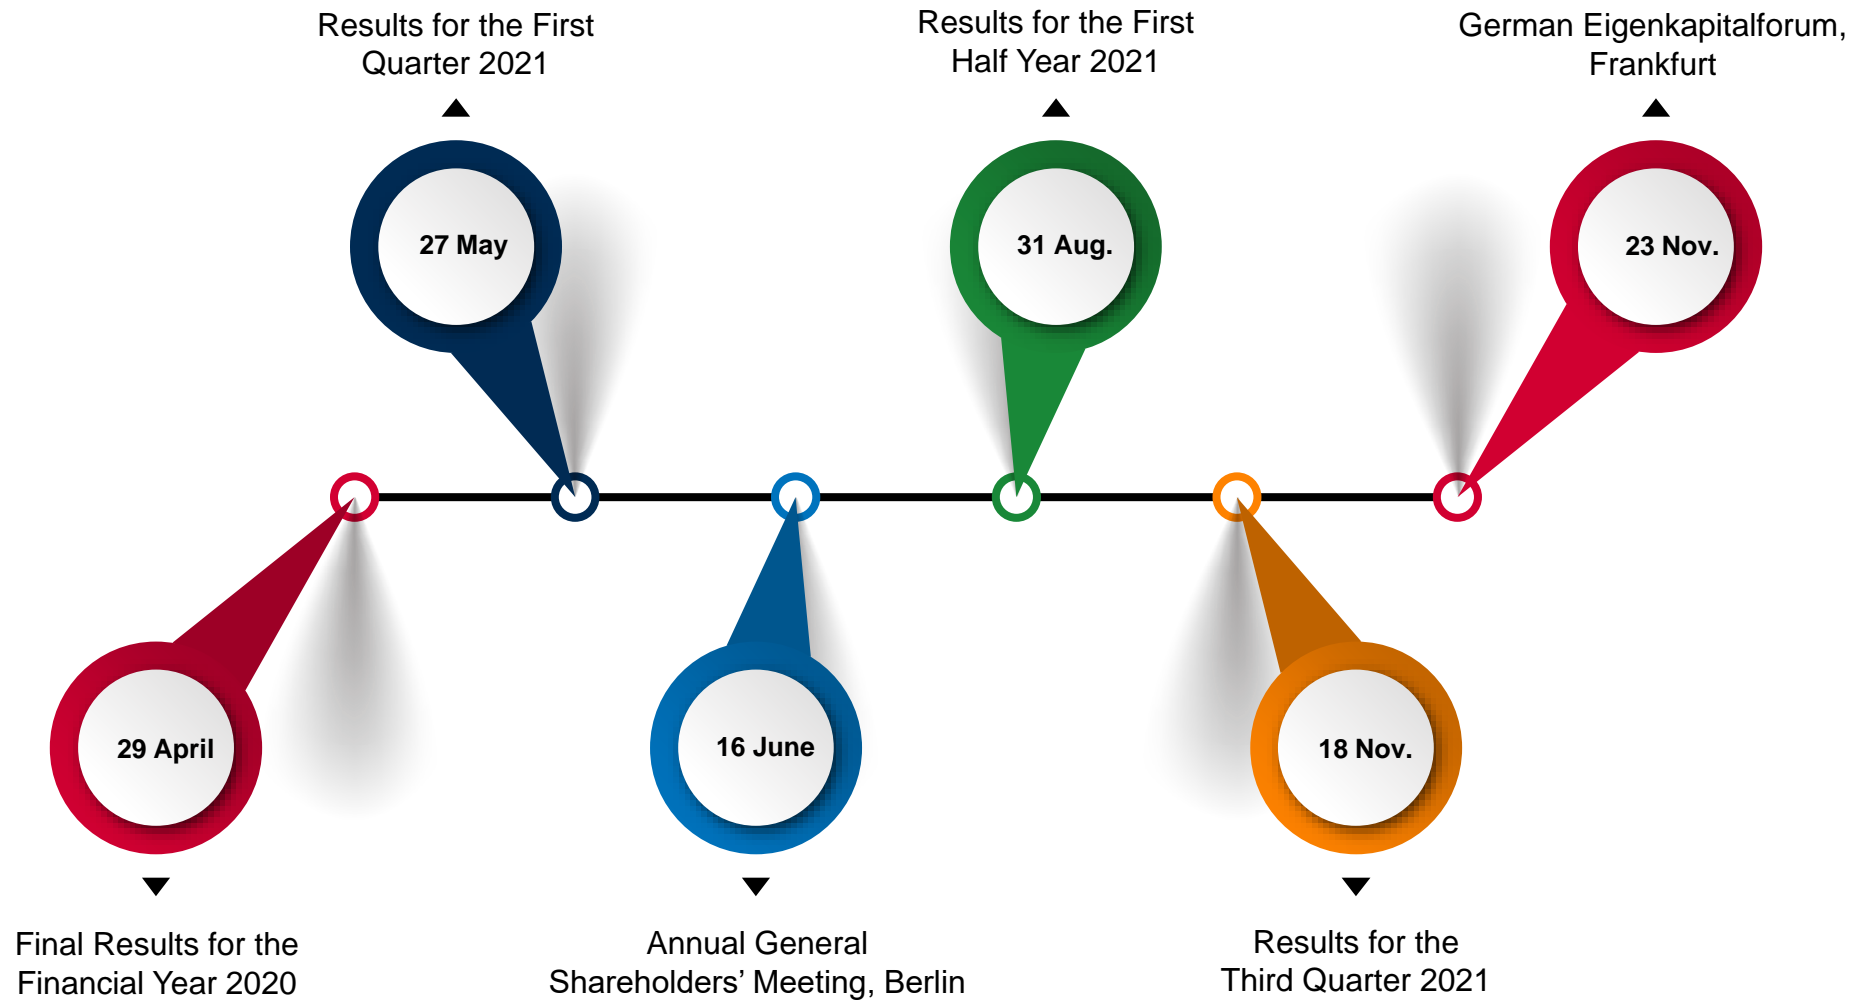 Results for the First
Quarter 2021
Results for the First
Half Year 2021
German Eigenkapitalforum,
Frankfurt
27 May
31 Aug.
23 Nov.
29 April
16 June
18 Nov.
Final Results for the
Financial Year 2020
Annual General
Shareholders’ Meeting, Berlin
Results for the
Third Quarter 2021